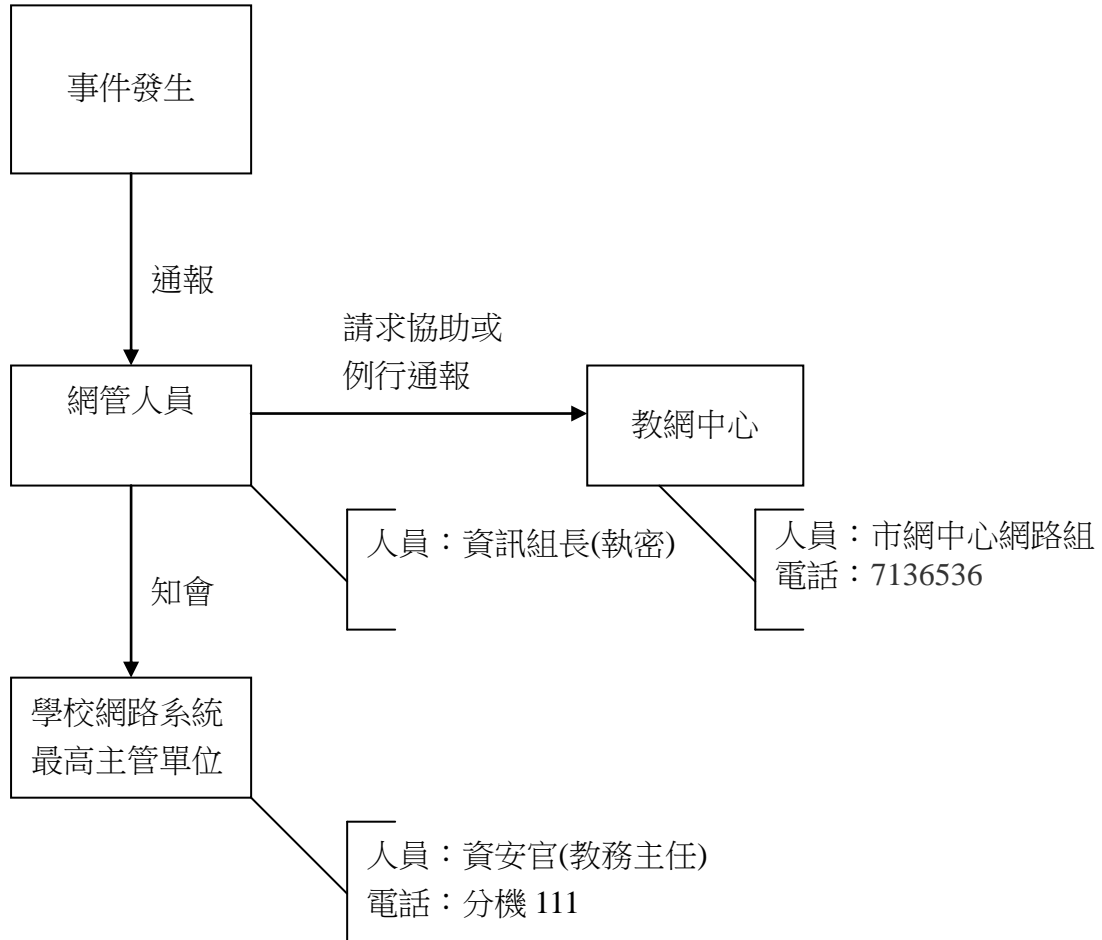 事件發生
通報
請求協助或
例行通報
網管人員
教網中心
人員：資訊組長(執密)
人員：市網中心網路組
電話：7136536
知會
學校網路系統
最高主管單位
人員：資安官(教務主任)
電話：分機 111